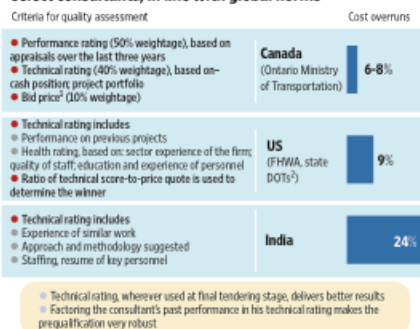 Criteria for quality assessment Cost overruns
Performance rating (50% weightage), based on
appraisals over the last three years
Technical rating (40% weightage), based on–
cash position; project portfolio
Bid price³ (10% weightage)
Canada
(Ontario Ministry
of Transportation)
6-8%
Technical rating includes
Performance on previous projects
Health rating, based on: sector experience of the firm;
quality of staff; education and experience of personnel
Ratio of technical score-to-price quote is used to
determine the winner
US
(FHWA, state
DOTs²)
9%
Technical rating includes
Experience of similar work
Approach and methodology suggested
Staffing, resume of key personnel
India
24%
Technical rating, wherever used at final tendering stage, delivers better results
Factoring the consultant's past performance in his technical rating makes the
prequalification very robust